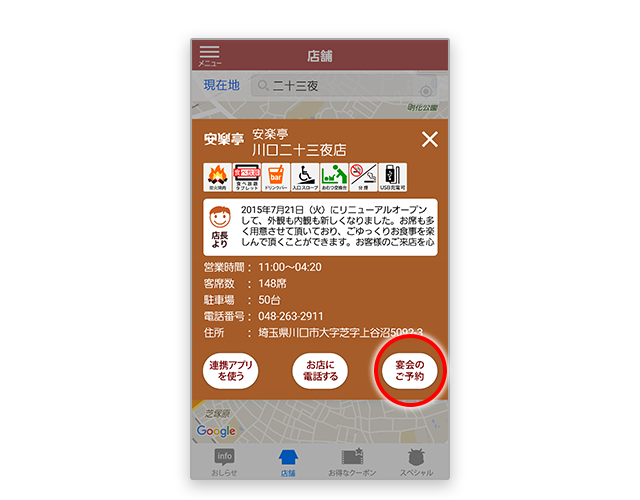 店舗
メニュー
現在地
二十三夜
明花公園
安楽亭
安楽亭
川口二十三夜店
炭火焼肉
食べ放題
食べ放題
タブレット
bar
ドリンクバー
入口スロープ
おむつ交換台
分煙
USB充電可
2015年7月21日(火)にリニューアルオープン
して、外観も内観も新しくなりました。お席も多
く用意させて頂いており、ごゆっくりお食事を楽
しんで頂くことができます。お客様のご来店を心
店長
より
営業時間 : 11:00〜04:20
客席数 : 148席
駐車場 : 50台
電話番号 : 048-263-2911
住所 : 埼玉県川口市大字芝字上谷沼5092-3
連携アプリ
を使う
お店に
電話する
宴会の
ご予約
芝塚原
Google
info
おしらせ
店舗
お得なクーポン
スペシャル